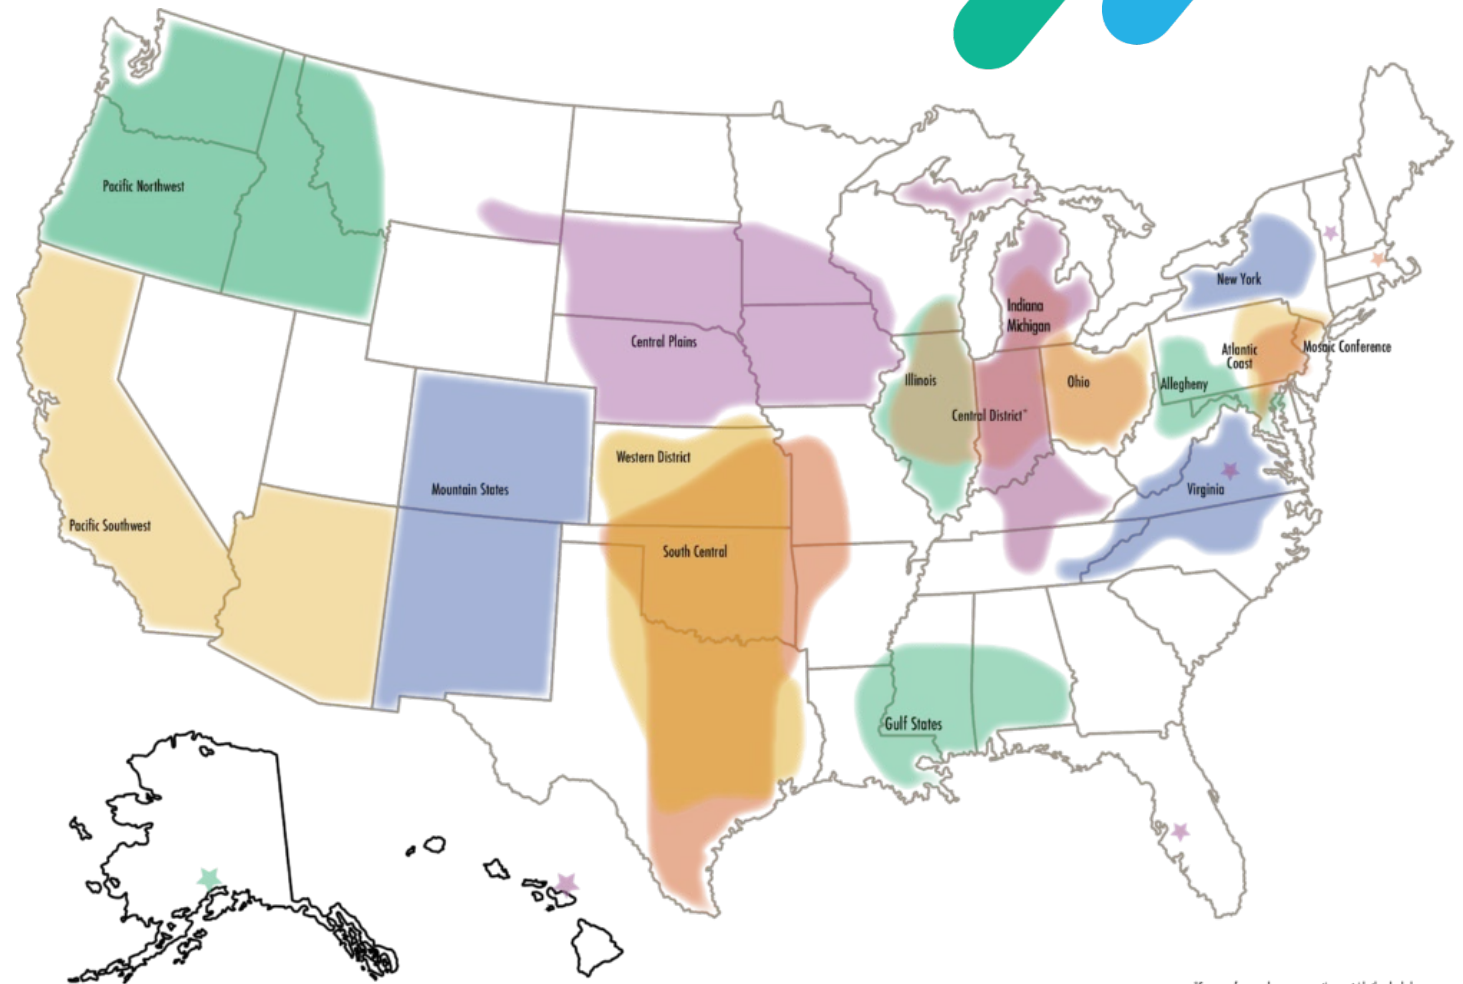 Pacific Northwest
New York
Indiana
Michigan
Central Plains
Atlantic
Coast
Mosaic Conference
Illinois
Ohio
Allegheny
Central District*
Western District
Mountain States
Virginia
Pacific Southwest
South Central
Gulf States